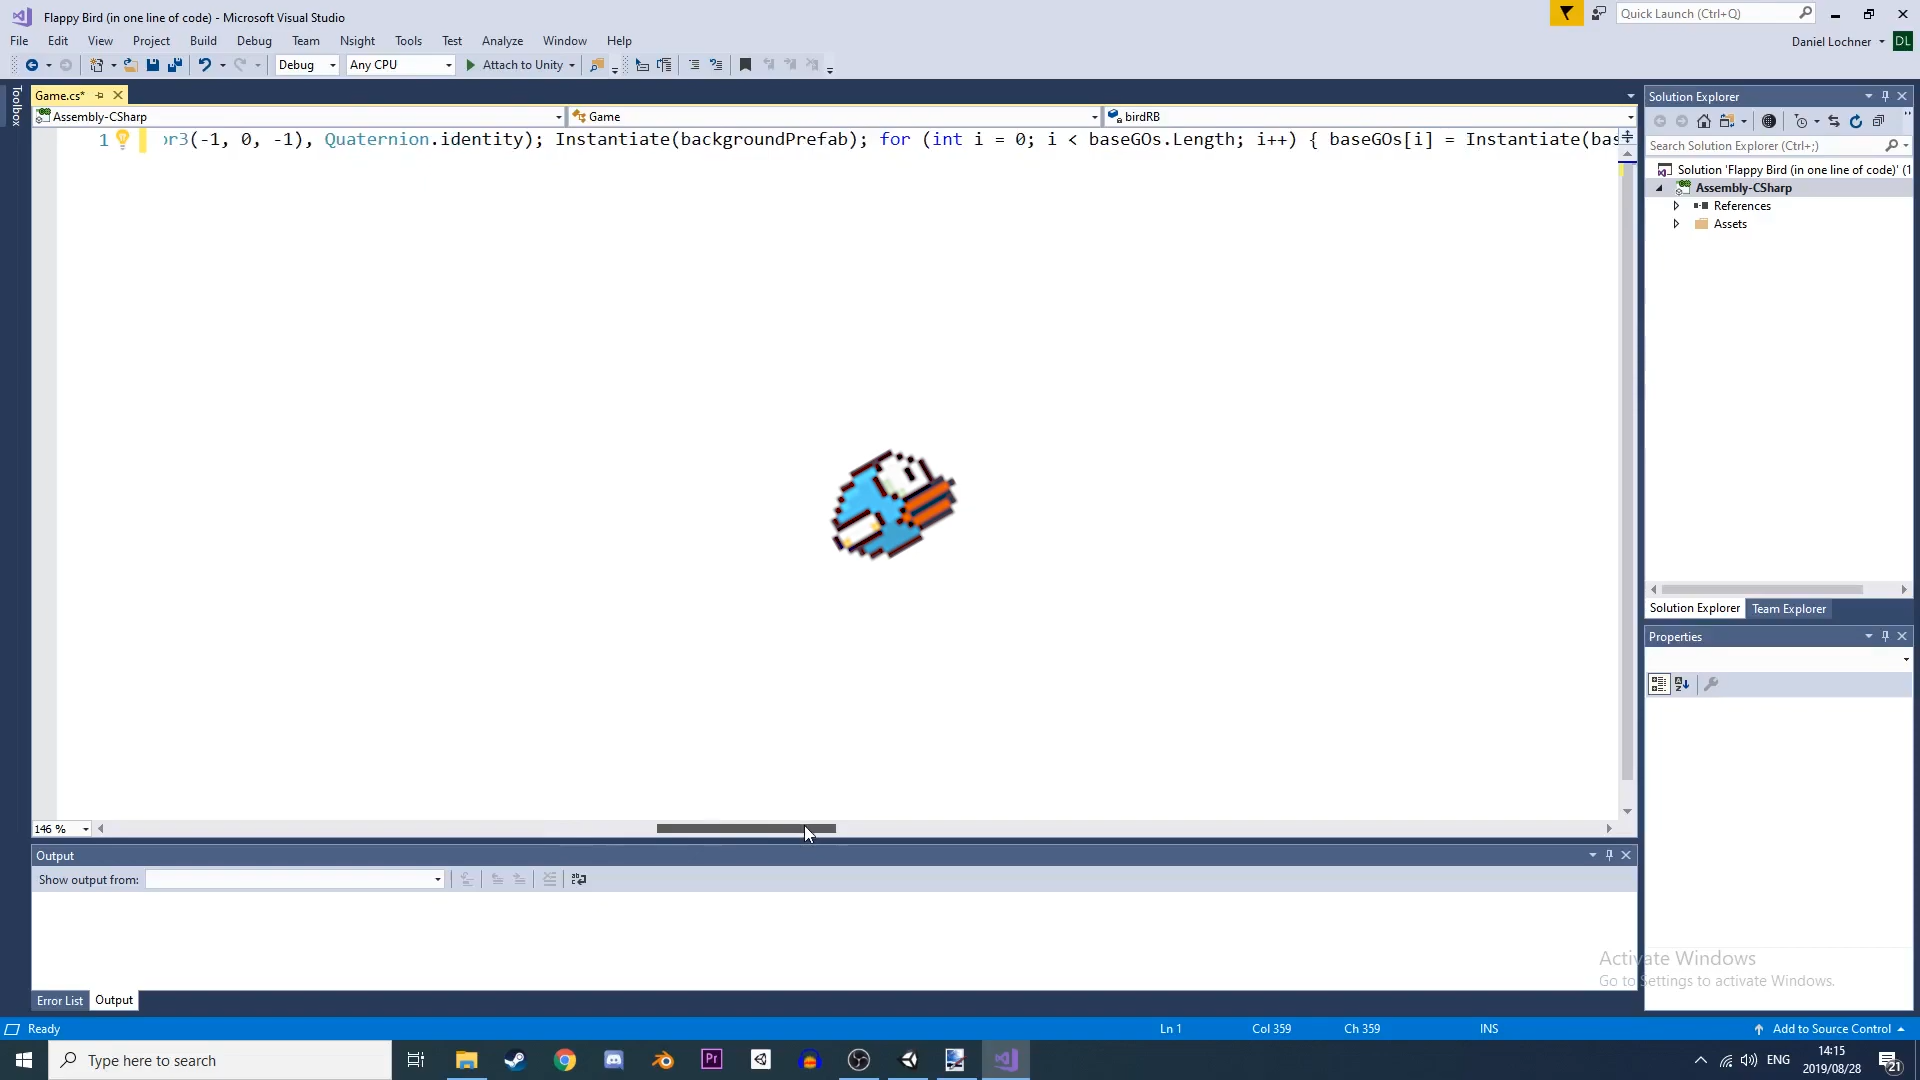 Flappy Bird (in one line of code) - Microsoft Visual Studio
Quick Launch (Ctrl+Q)
File Edit View Project Build Debug Team Nsight Tools Test Analyze Window Help
Daniel Lochner DL
Debug Any CPU Attach to Unity
Toolbox
Game.cs*
Assembly-CSharp Game birdRB
1 or3(-1, 0, -1), Quaternion.identity); Instantiate(backgroundPrefab); for (int i = 0; i < baseGOs.Length; i++) { baseGOs[i] = Instantiate(bas
Solution Explorer
Search Solution Explorer (Ctrl+;)
Solution 'Flappy Bird (in one line of code)' (1
Assembly-CSharp
References
Assets
Solution Explorer Team Explorer
Properties
146 %
Output
Show output from:
Error List Output
Activate Windows
Go to Settings to activate Windows.
Ready Ln 1 Col 359 Ch 359 INS Add to Source Control
Type here to search
Pr
ENG
14:15
2019/08/28
21